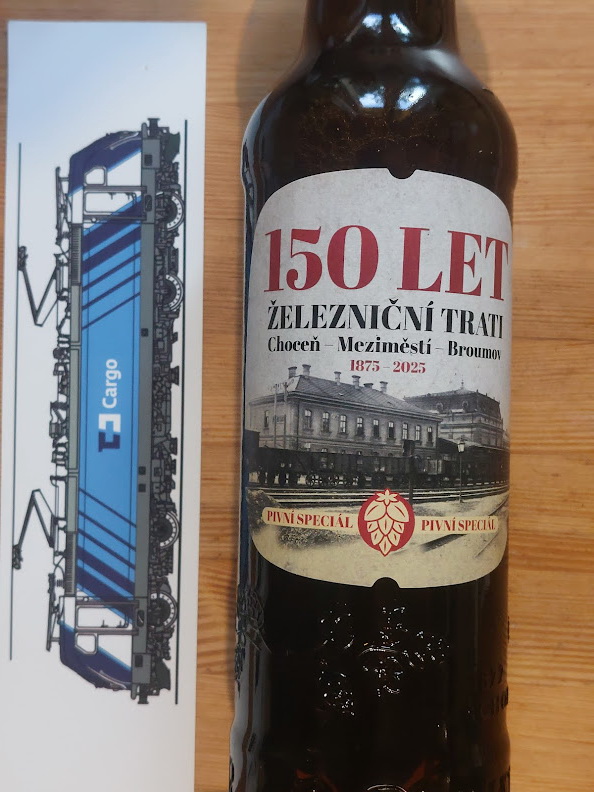 Cargo
150 LET
ŽELEZNIČNÍ TRATI
Choceň – Meziměstí – Broumov
1875 – 2025
PIVNÍ SPECIÁL PIVNÍ SPECIÁL